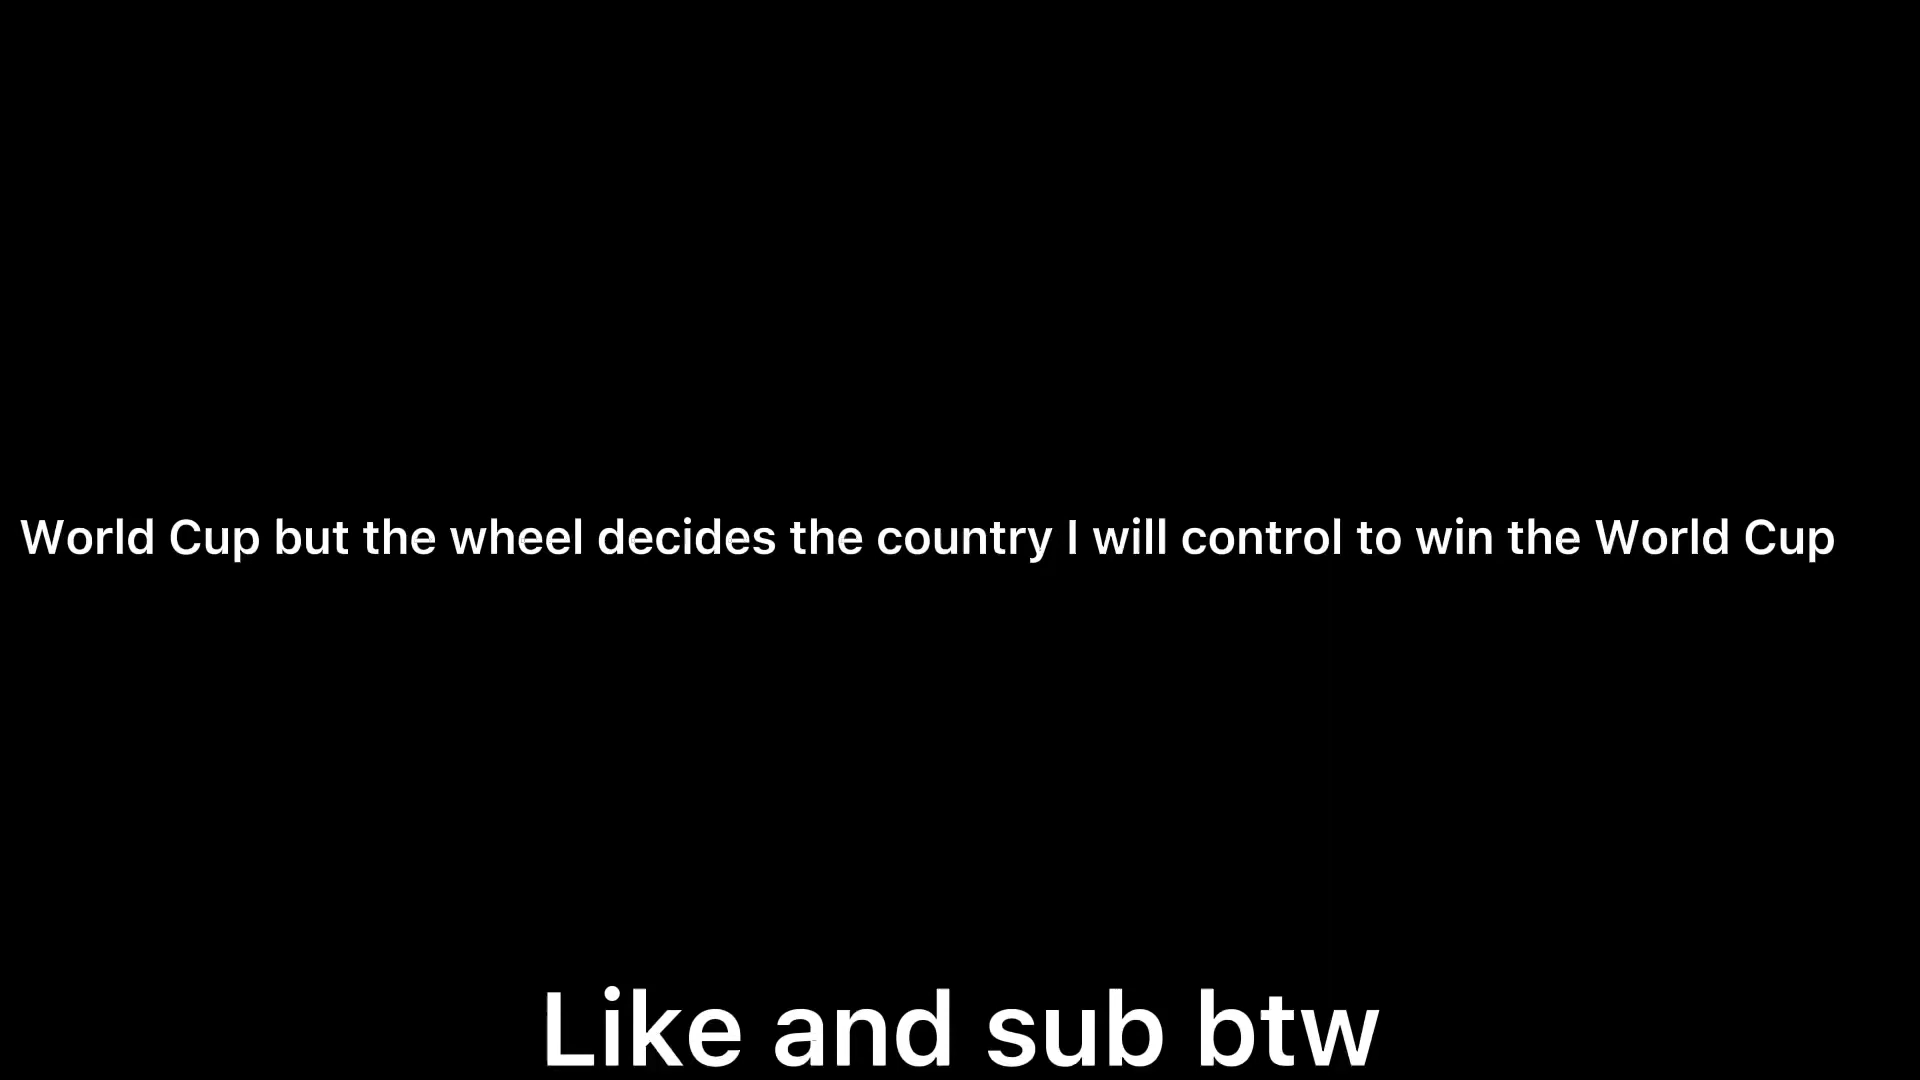 World Cup but the wheel decides the country I will control to win the World Cup
Like and sub btw